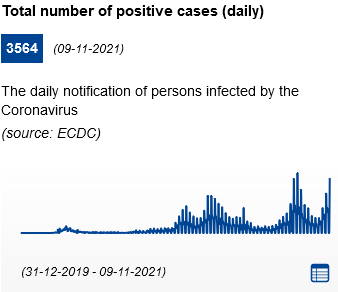 Total number of positive cases (daily)
3564 (09-11-2021)
The daily notification of persons infected by the
Coronavirus
(source: ECDC)
(31-12-2019 - 09-11-2021)